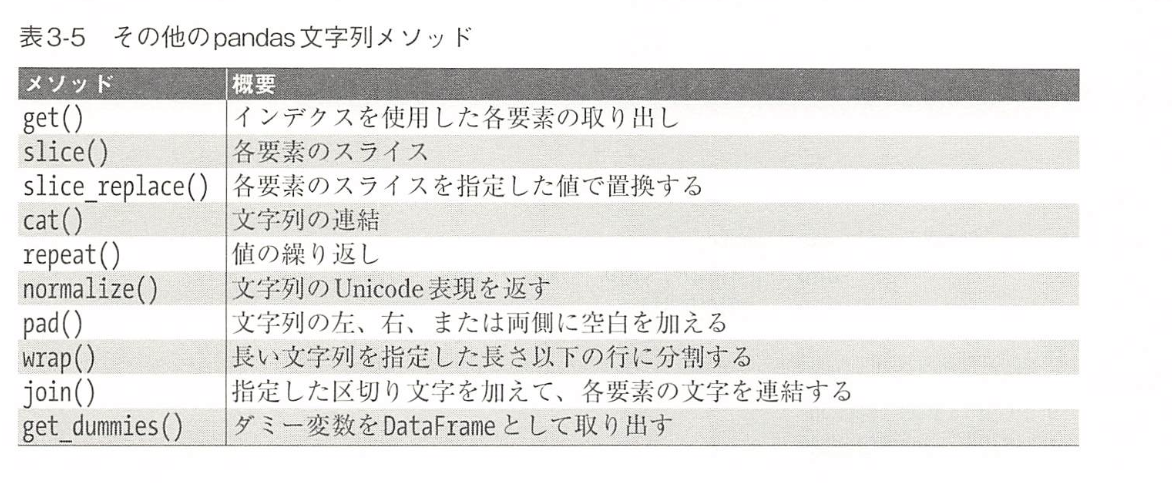 表3-5 その他のpandas文字列メソッド
メソッド 概要
get() インデクスを使用した各要素の取り出し
slice() 各要素のスライス
slice_replace() 各要素のスライスを指定した値で置換する
cat() 文字列の連結
repeat() 値の繰り返し
normalize() 文字列のUnicode表現を返す
pad() 文字列の左、右、または両側に空白を加える
wrap() 長い文字列を指定した長さ以下の行に分割する
join() 指定した区切り文字を加えて、各要素の文字を連結する
get_dummies() ダミー変数をDataFrameとして取り出す